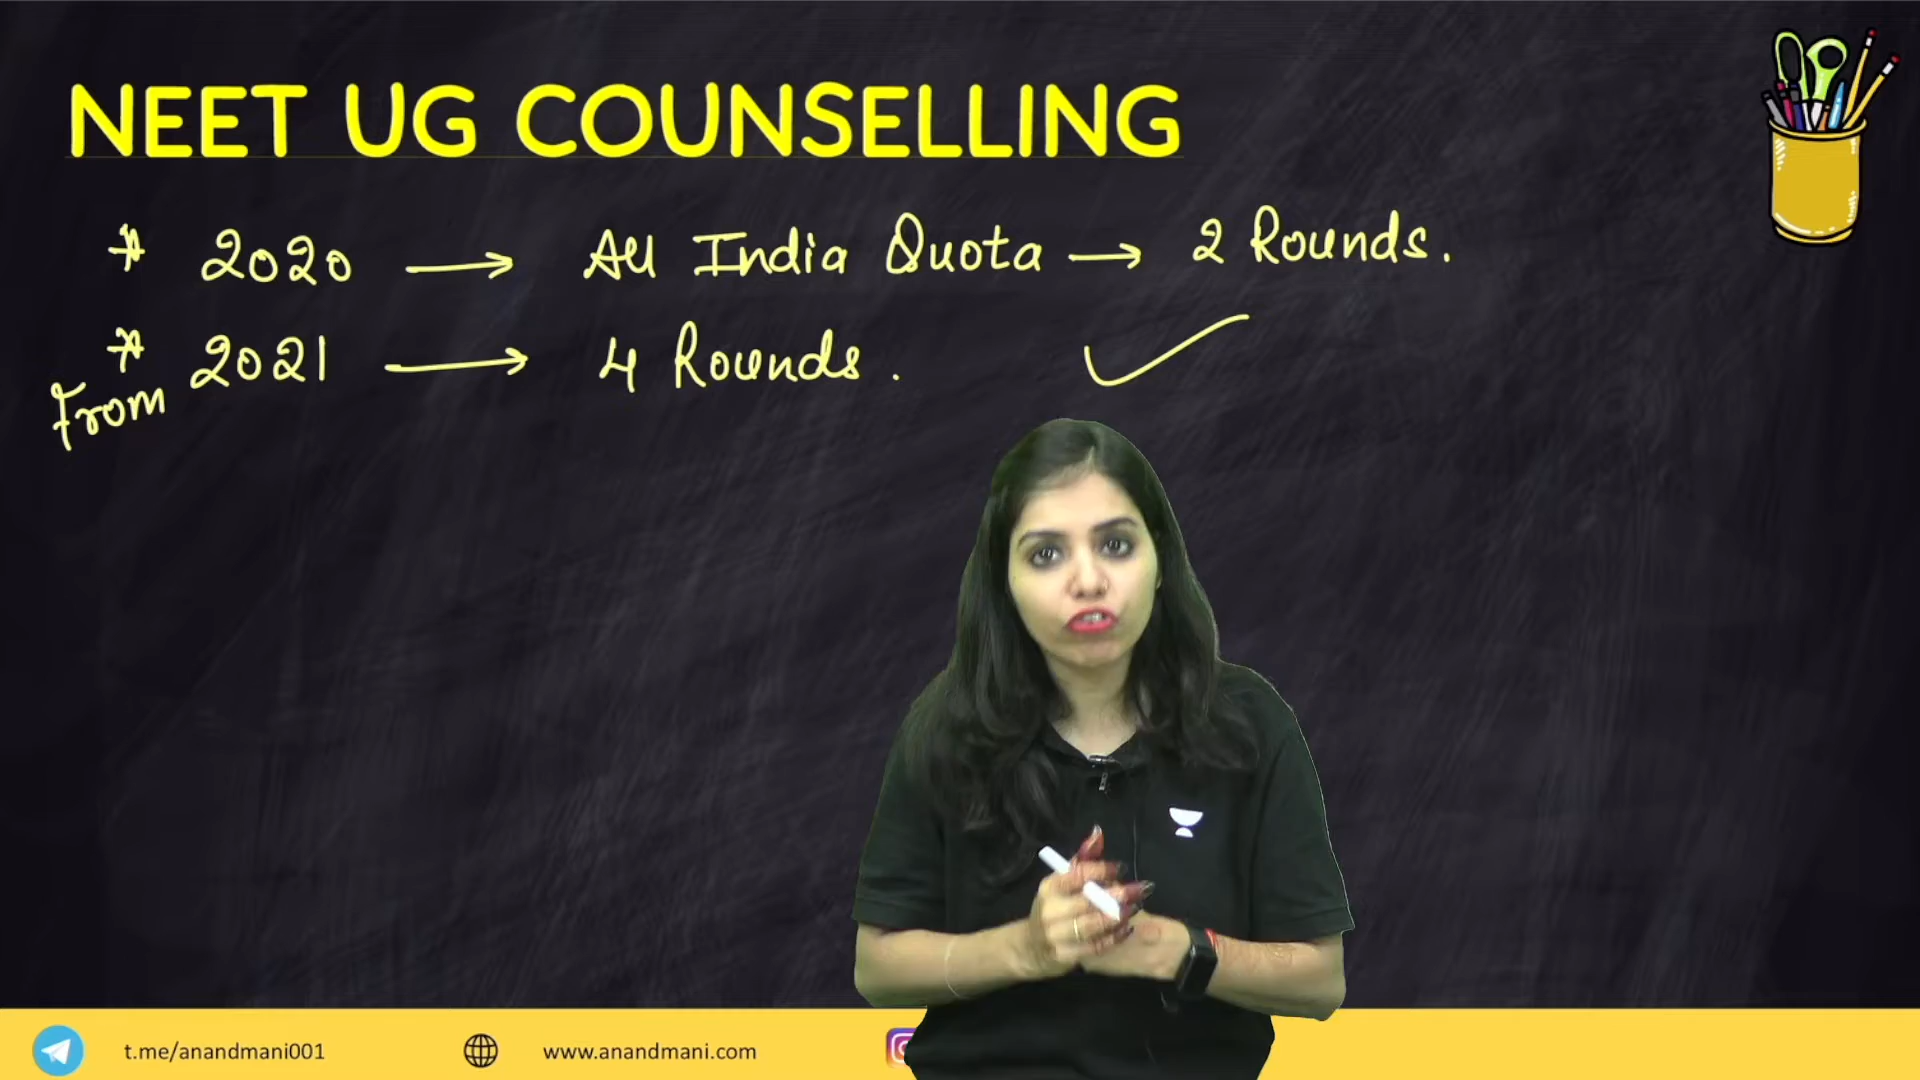 NEET UG COUNSELLING
* 2020 → All India Quota → 2 Rounds.
* From 2021 → 4 Rounds.
t.me/anandmani001 www.anandmani.com